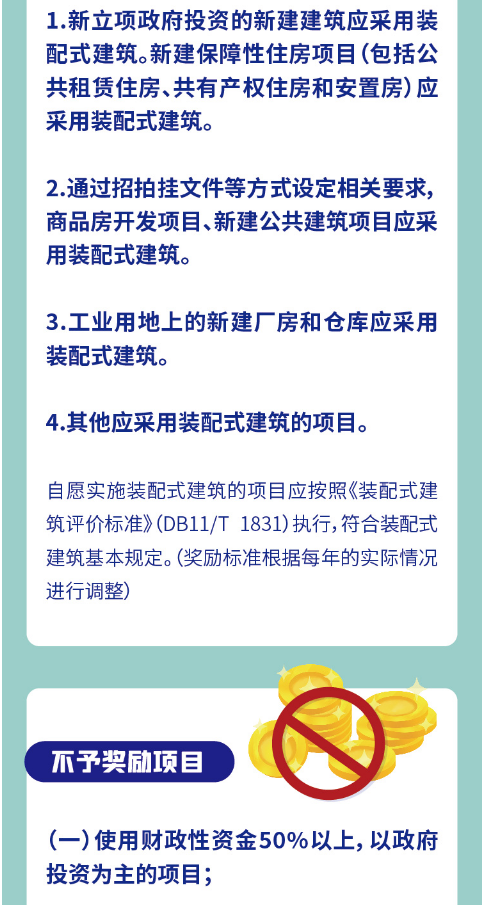 1.新立项政府投资的新建建筑应采用装
配式建筑。新建保障性住房项目（包括公
共租赁住房、共有产权住房和安置房）应
采用装配式建筑。
2.通过招拍挂文件等方式设定相关要求，
商品房开发项目、新建公共建筑项目应采
用装配式建筑。
3.工业用地上的新建厂房和仓库应采用
装配式建筑。
4.其他应采用装配式建筑的项目。
自愿实施装配式建筑的项目应按照《装配式建
筑评价标准》（DB11/T 1831）执行，符合装配式
建筑基本规定。（奖励标准根据每年的实际情况
进行调整）
不予奖励项目
（一）使用财政性资金50%以上，以政府
投资为主的项目；